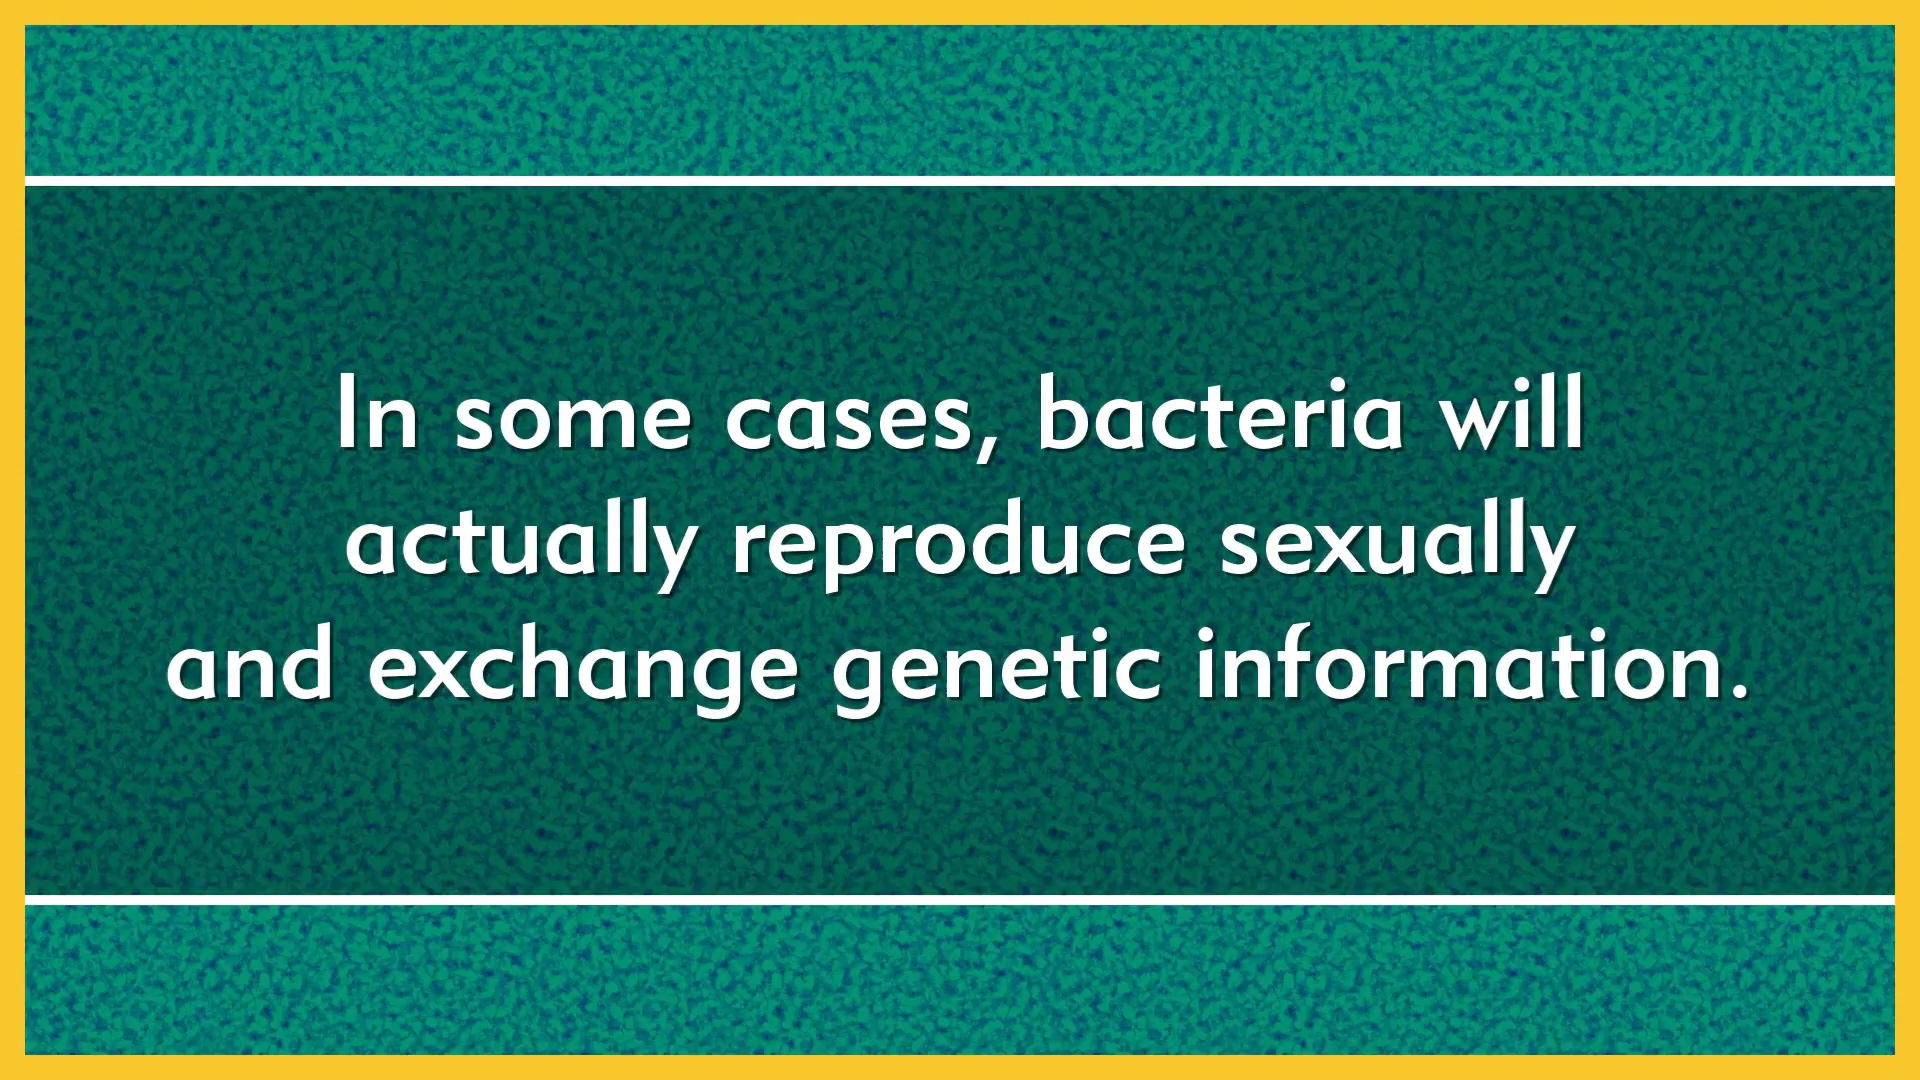 In some cases, bacteria will
actually reproduce sexually
and exchange genetic information.